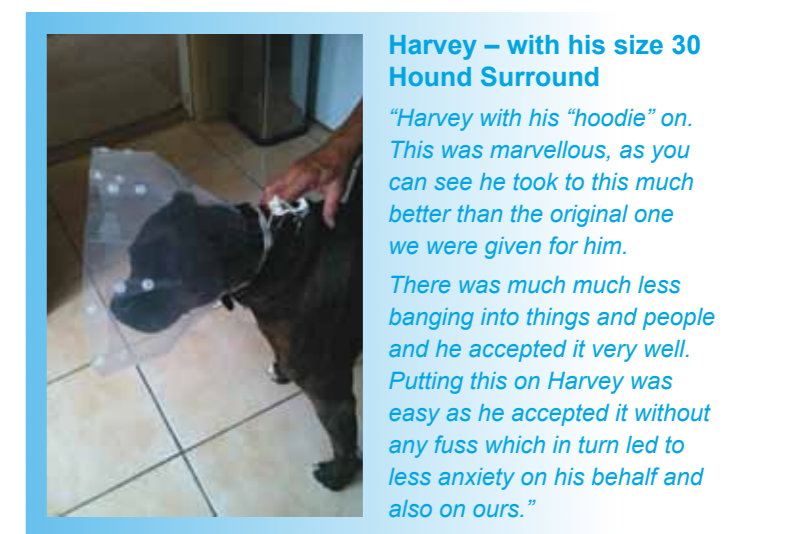 Harvey – with his size 30
Hound Surround
“Harvey with his “hoodie” on.
This was marvellous, as you
can see he took to this much
better than the original one
we were given for him.
There was much much less
banging into things and people
and he accepted it very well.
Putting this on Harvey was
easy as he accepted it without
any fuss which in turn led to
less anxiety on his behalf and
also on ours.”